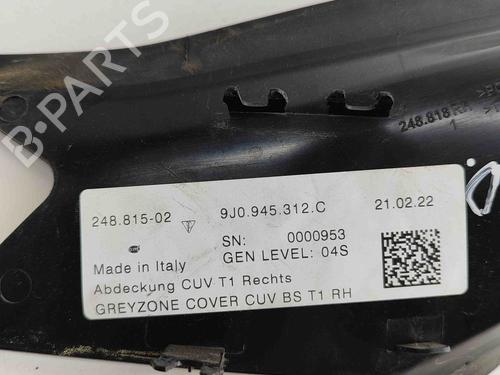 248.818 RH
1
248.815-02 9J0.945.312.C 21.02.22
SN: 0000953
Made in Italy GEN LEVEL: 04S
Abdeckung CUV T1 Rechts
GREYZONE COVER CUV BS T1 RH
B-PARTS